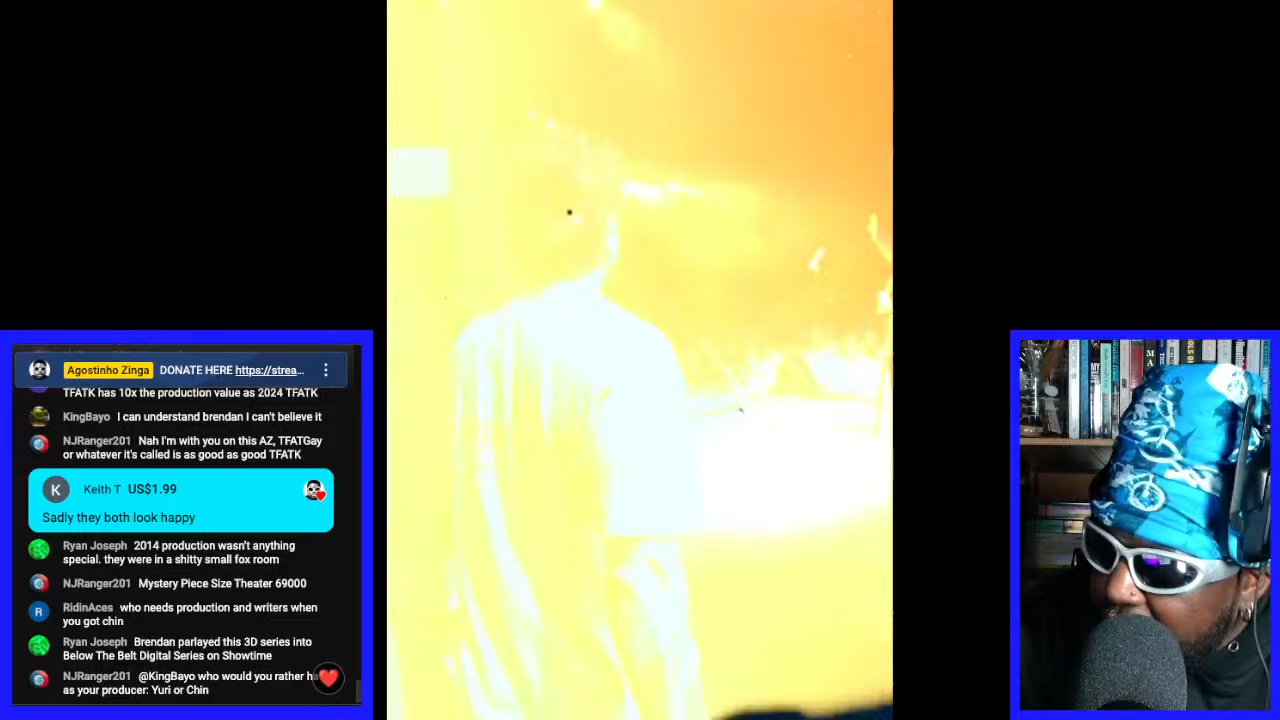 Agostinho Zinga DONATE HERE https://strea...
TFATK has 10x the production value as 2024 TFATK
KingBayo I can understand brendan I can't believe it
NJRanger201 Nah I'm with you on this AZ, TFATGay
or whatever it's called is as good as good TFATK
K Keith T US$1.99
Sadly they both look happy
Ryan Joseph 2014 production wasn't anything
special. they were in a shitty small fox room
NJRanger201 Mystery Piece Size Theater 69000
R RidinAces who needs production and writers when
you got chin
Ryan Joseph Brendan parlayed this 3D series into
Below The Belt Digital Series on Showtime
NJRanger201 @KingBayo who would you rather
as your producer: Yuri or Chin